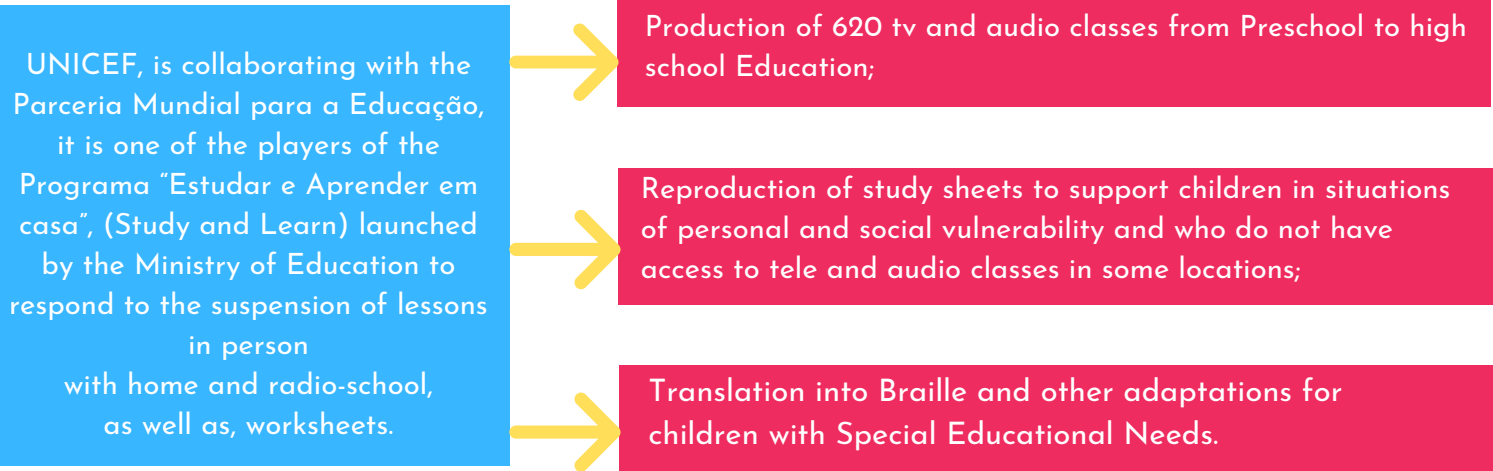 UNICEF, is collaborating with the
Parceria Mundial para a Educação,
it is one of the players of the
Programa “Estudar e Aprender em
casa”, (Study and Learn) launched
by the Ministry of Education to
respond to the suspension of lessons
in person
with home and radio-school,
as well as, worksheets.
Production of 620 tv and audio classes from Preschool to high
school Education;
Reproduction of study sheets to support children in situations
of personal and social vulnerability and who do not have
access to tele and audio classes in some locations;
Translation into Braille and other adaptations for
children with Special Educational Needs.